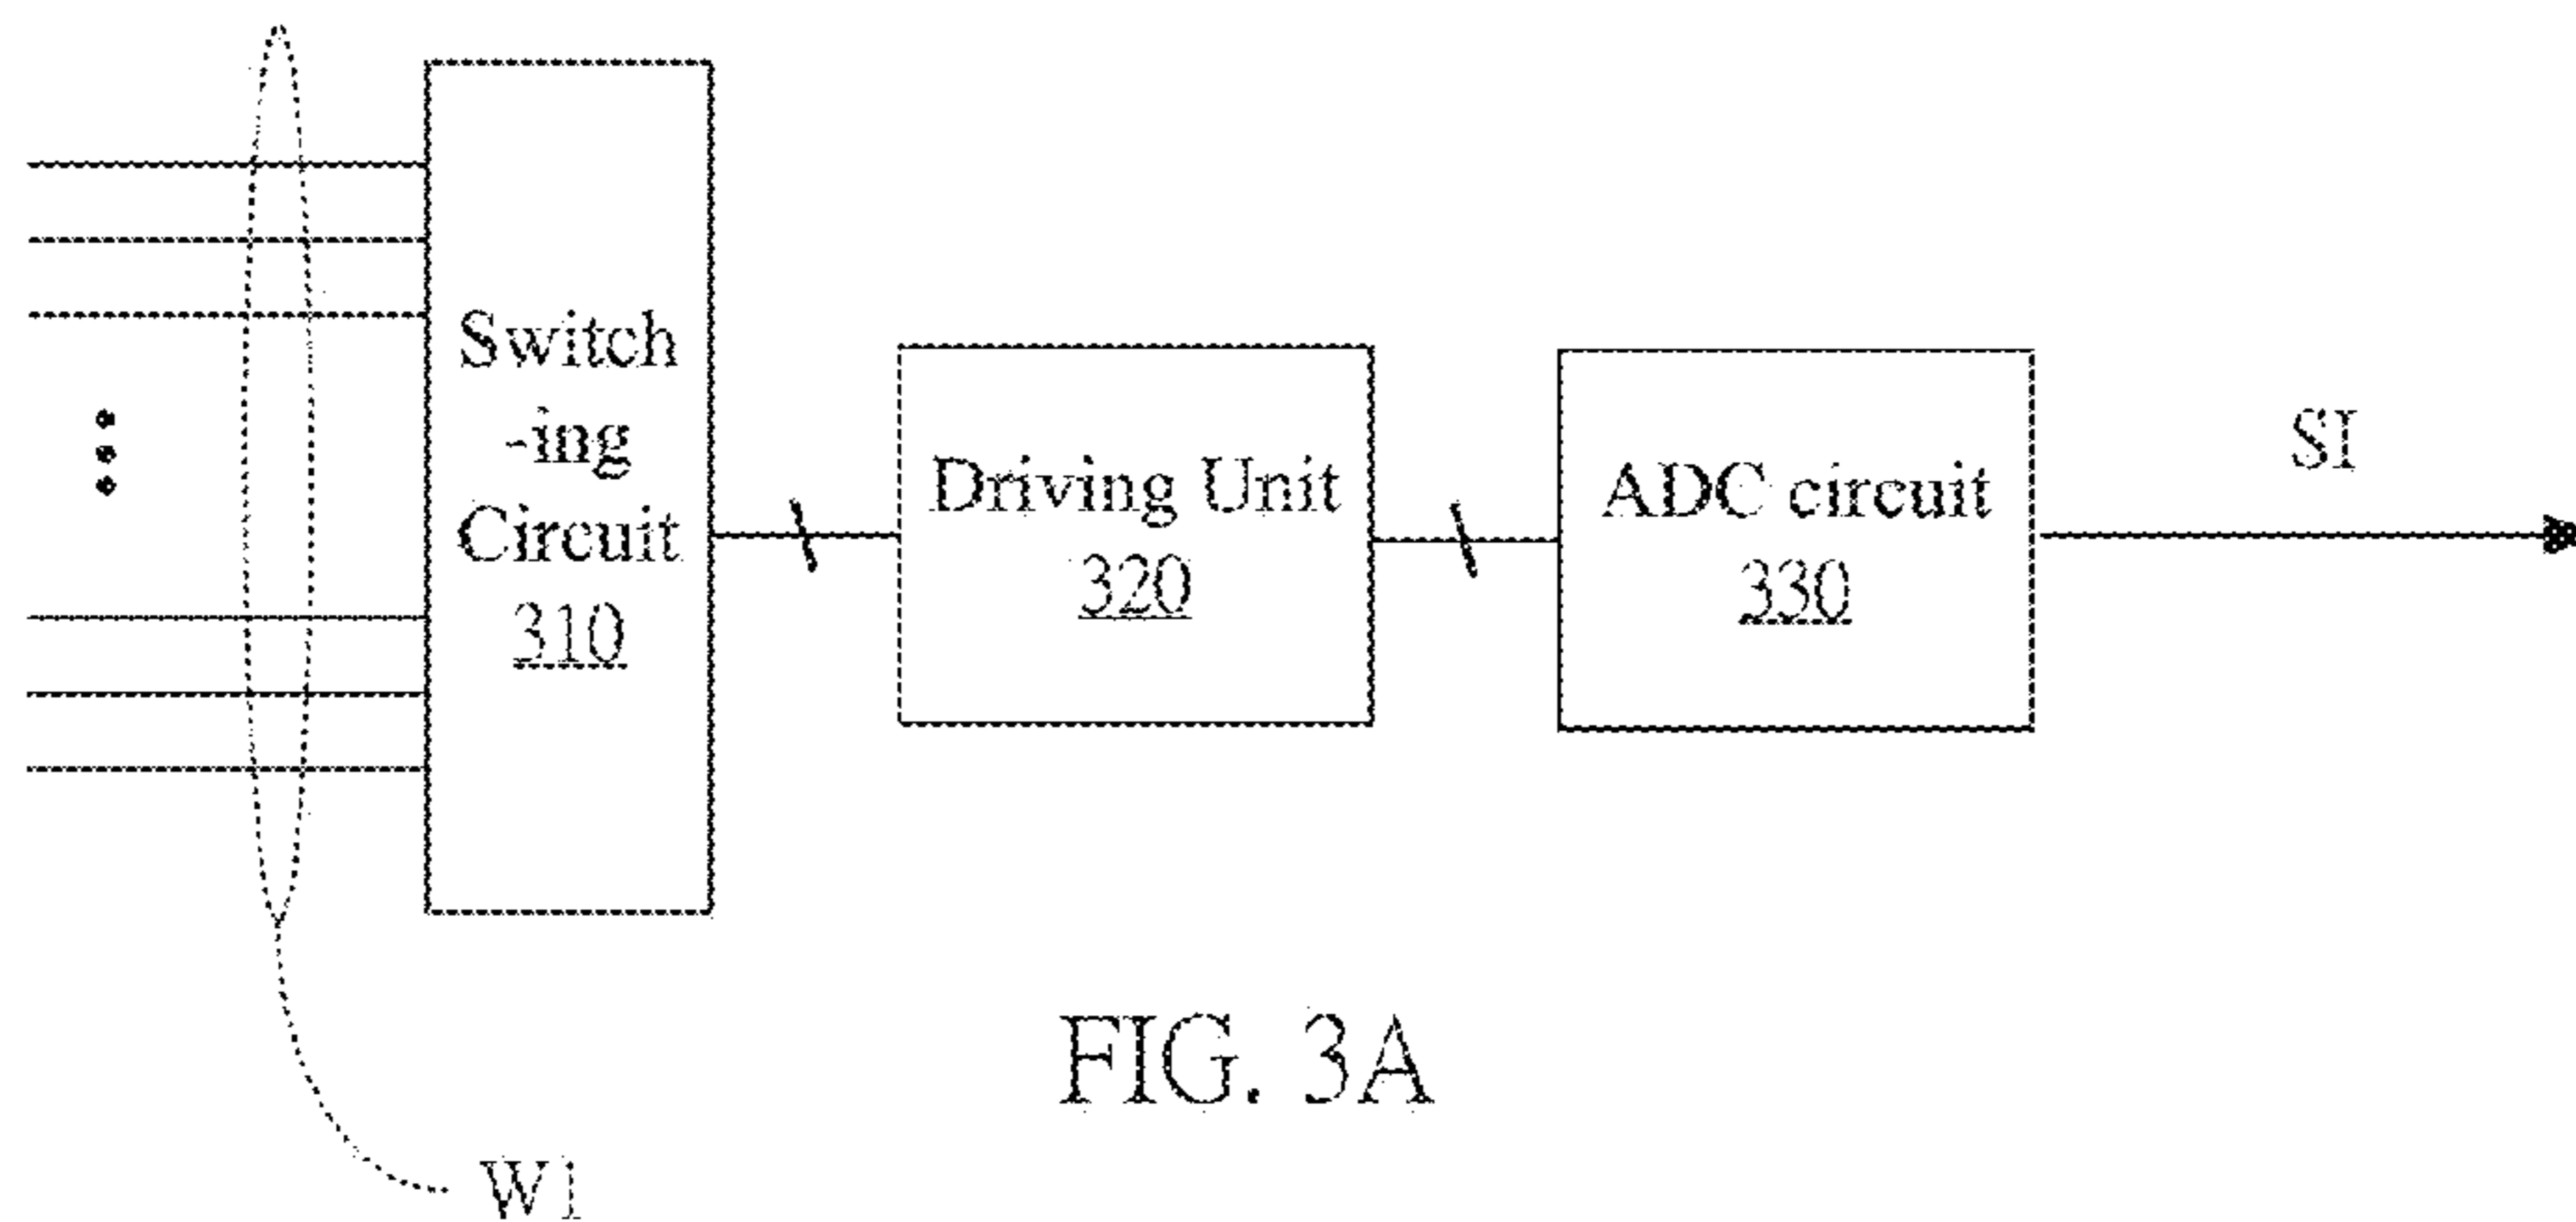 Switch
-ing
Circuit
310
Driving Unit
320
ADC circuit
330
SI
FIG. 3A
W1